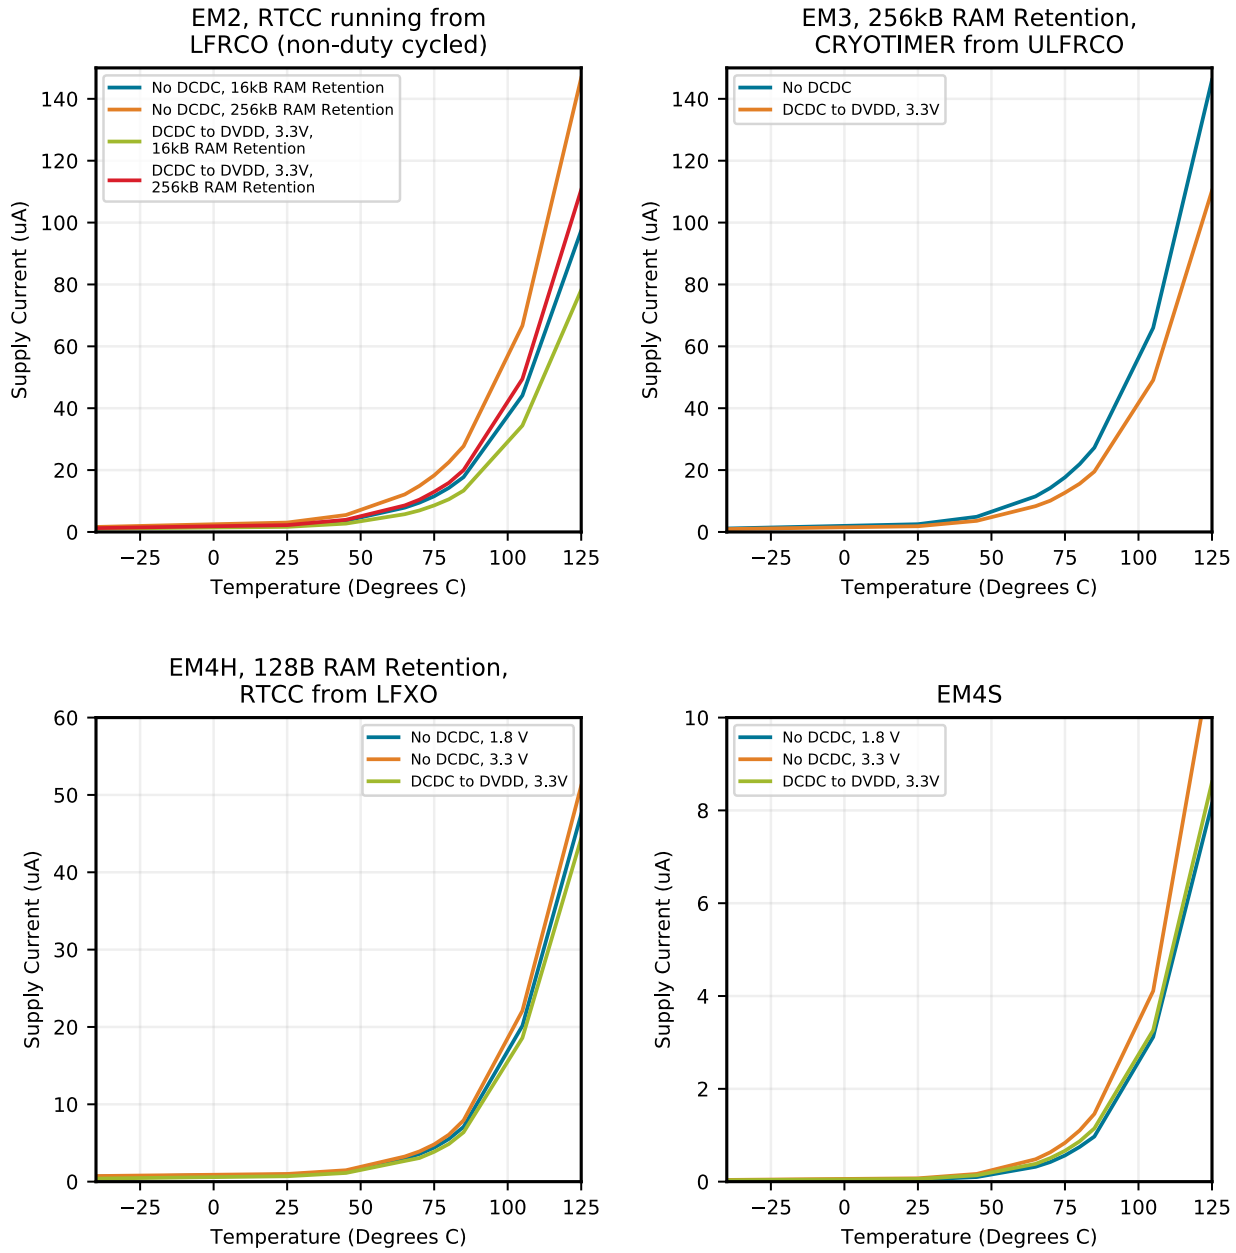 EM2, RTCC running from
LFRCO (non-duty cycled)
No DCDC, 16kB RAM Retention
No DCDC, 256kB RAM Retention
DCDC to DVDD, 3.3V,
16kB RAM Retention
DCDC to DVDD, 3.3V,
256kB RAM Retention
Supply Current (uA)
140
120
100
80
60
40
20
0
−25
0
25
50
75
100
125
Temperature (Degrees C)
EM3, 256kB RAM Retention,
CRYOTIMER from ULFRCO
No DCDC
DCDC to DVDD, 3.3V
Supply Current (uA)
140
120
100
80
60
40
20
0
−25
0
25
50
75
100
125
Temperature (Degrees C)
EM4H, 128B RAM Retention,
RTCC from LFXO
No DCDC, 1.8 V
No DCDC, 3.3 V
DCDC to DVDD, 3.3V
Supply Current (uA)
60
50
40
30
20
10
0
−25
0
25
50
75
100
125
Temperature (Degrees C)
EM4S
No DCDC, 1.8 V
No DCDC, 3.3 V
DCDC to DVDD, 3.3V
Supply Current (uA)
10
8
6
4
2
0
−25
0
25
50
75
100
125
Temperature (Degrees C)